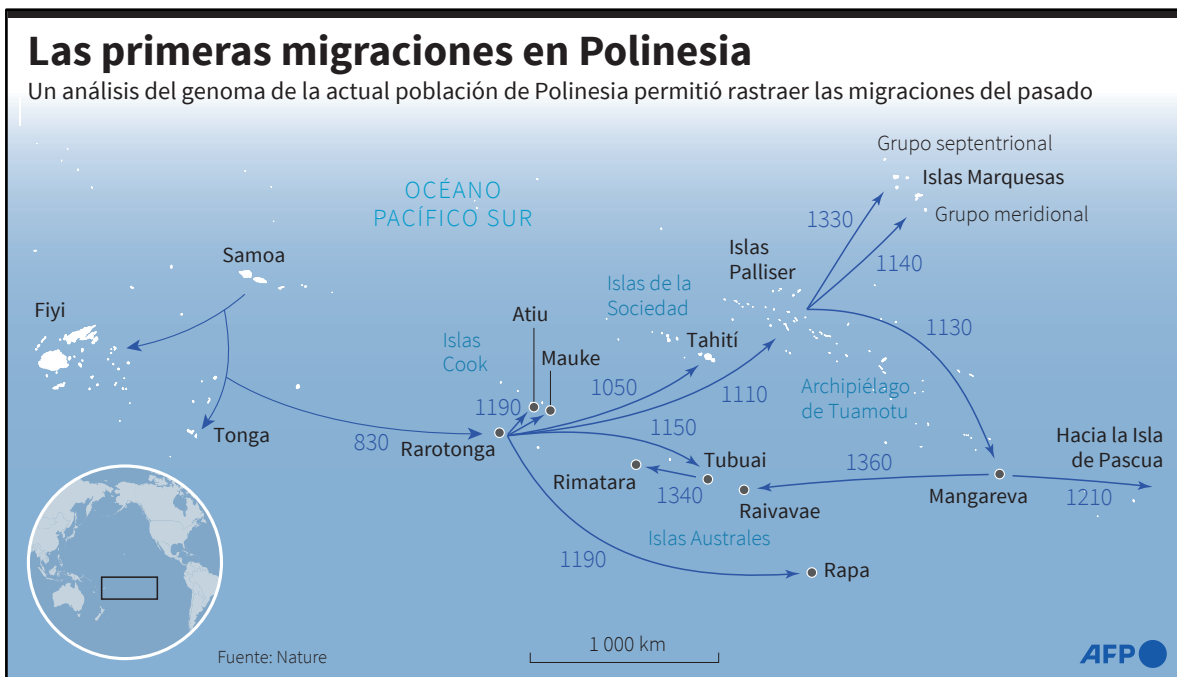 Las primeras migraciones en Polinesia
Un análisis del genoma de la actual población de Polinesia permitió rastraer las migraciones del pasado
Grupo septentrional
Islas Marquesas
Grupo meridional
OCÉANO
PACÍFICO SUR
1330
1140
Samoa
Islas
Palliser
Fiyi
Islas de la
Sociedad
Atiu
Islas
Cook
Mauke
Tahití
1130
1050
1110
Archipiélago
de Tuamotu
1190
Tonga
830
Rarotonga
1150
Tubuai
Rimatara
1340
Raivavae
1360
Mangareva
Hacia la Isla
de Pascua
1210
Islas Australes
1190
Rapa
1 000 km
Fuente: Nature
AFP